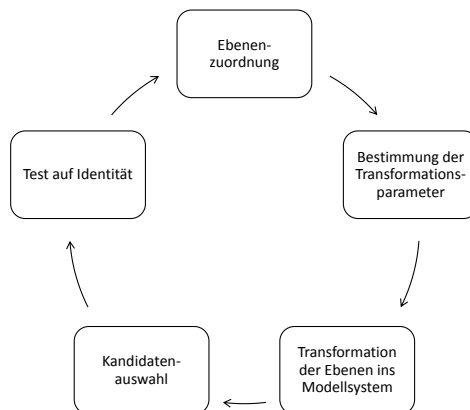 Ebenen-
zuordnung
Bestimmung der
Transformations-
parameter
Transformation
der Ebenen ins
Modellsystem
Kandidaten-
auswahl
Test auf Identität